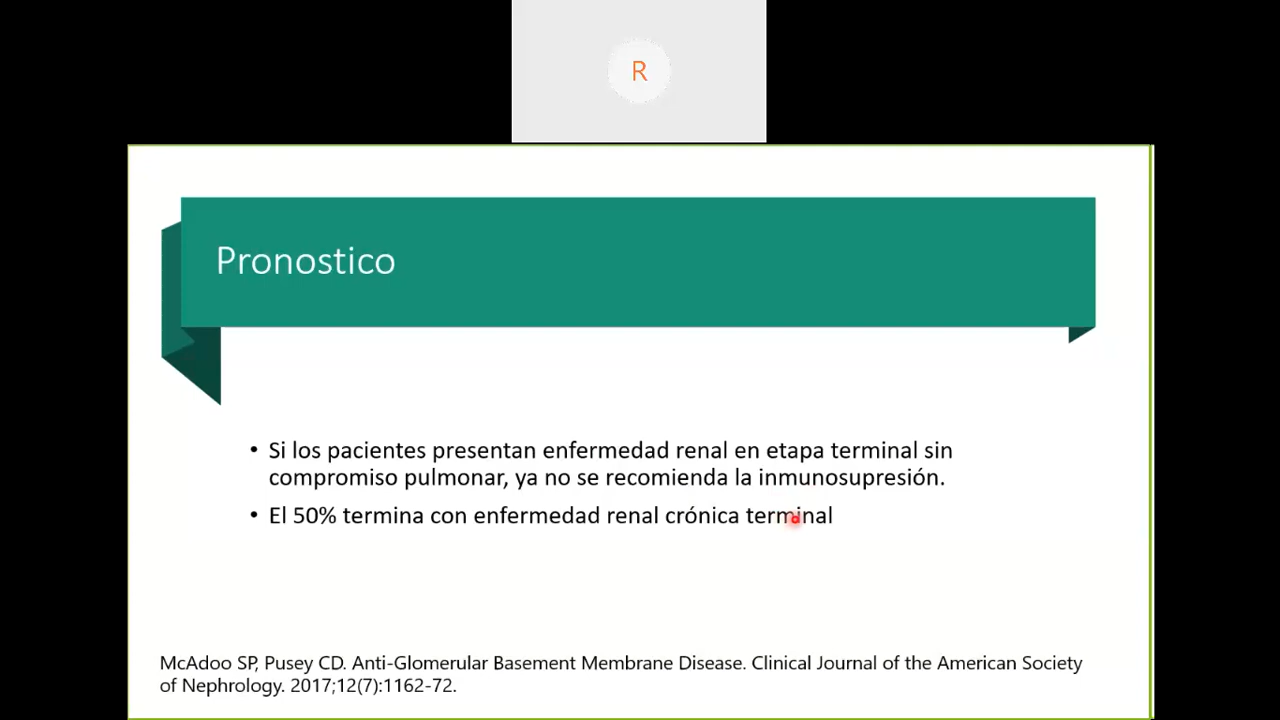 R
Pronostico
• Si los pacientes presentan enfermedad renal en etapa terminal sin
compromiso pulmonar, ya no se recomienda la inmunosupresión.
• El 50% termina con enfermedad renal crónica terminal
McAdoo SP, Pusey CD. Anti-Glomerular Basement Membrane Disease. Clinical Journal of the American Society
of Nephrology. 2017;12(7):1162-72.